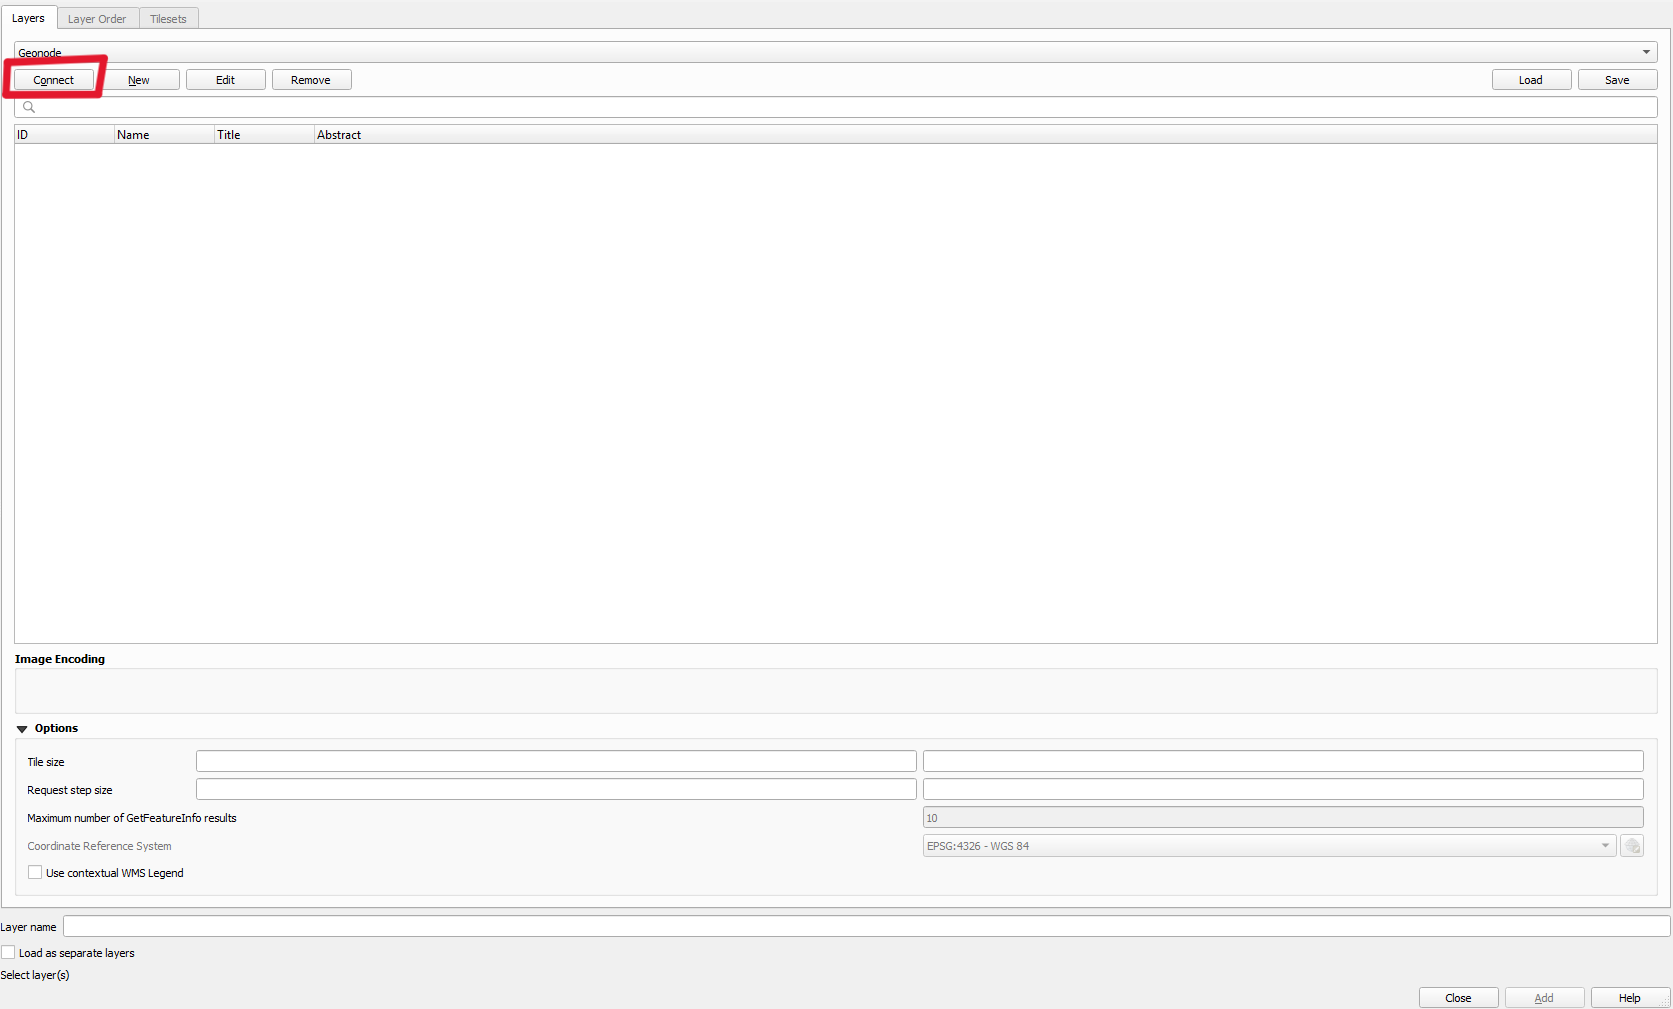 Layers Layer Order Tilesets
Geonode
Connect New Edit Remove Load Save
ID Name Title Abstract
Image Encoding
Options
Tile size
Request step size
Maximum number of GetFeatureInfo results 10
Coordinate Reference System EPSG:4326 - WGS 84
Use contextual WMS Legend
Layer name
Load as separate layers
Select layer(s)
Close Add Help